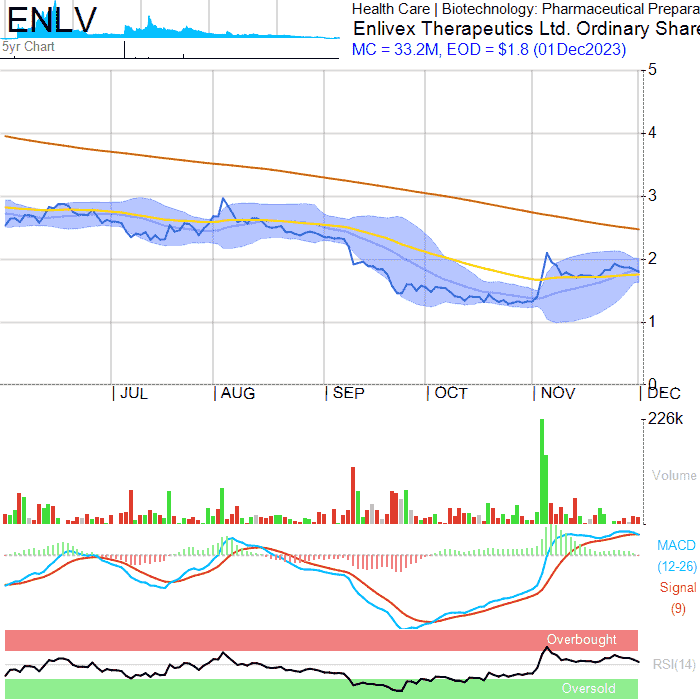 ENLV
5yr Chart
Health Care | Biotechnology: Pharmaceutical Prepara
Enlivex Therapeutics Ltd. Ordinary Share
MC = 33.2M, EOD = $1.8 (01Dec2023)
5
4
3
2
1
0
JUL AUG SEP OCT NOV DEC
226k
Volume
MACD
(12-26)
Signal
(9)
Overbought
RSI(14)
Oversold